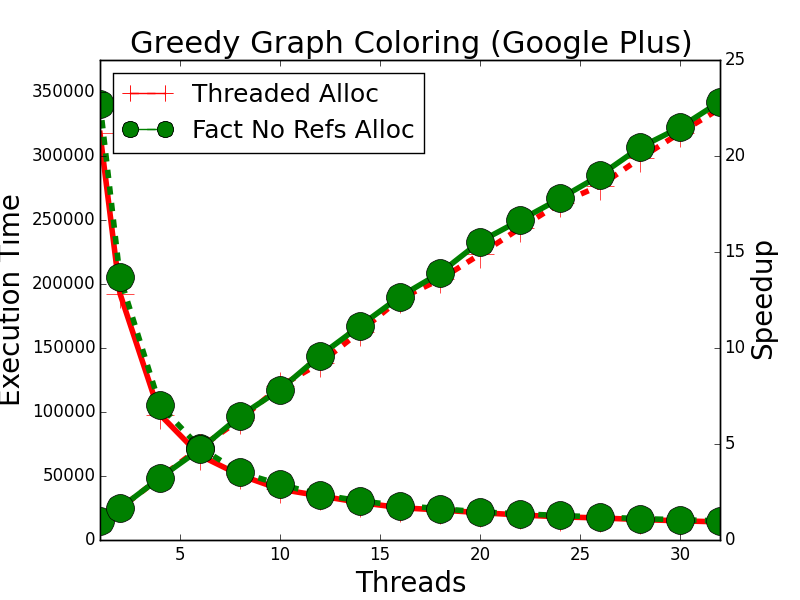 Greedy Graph Coloring (Google Plus)
Threaded Alloc
Fact No Refs Alloc
Execution Time
350000
300000
250000
200000
150000
100000
50000
0
25
20
15
10
5
0
Speedup
5 10 15 20 25 30
Threads